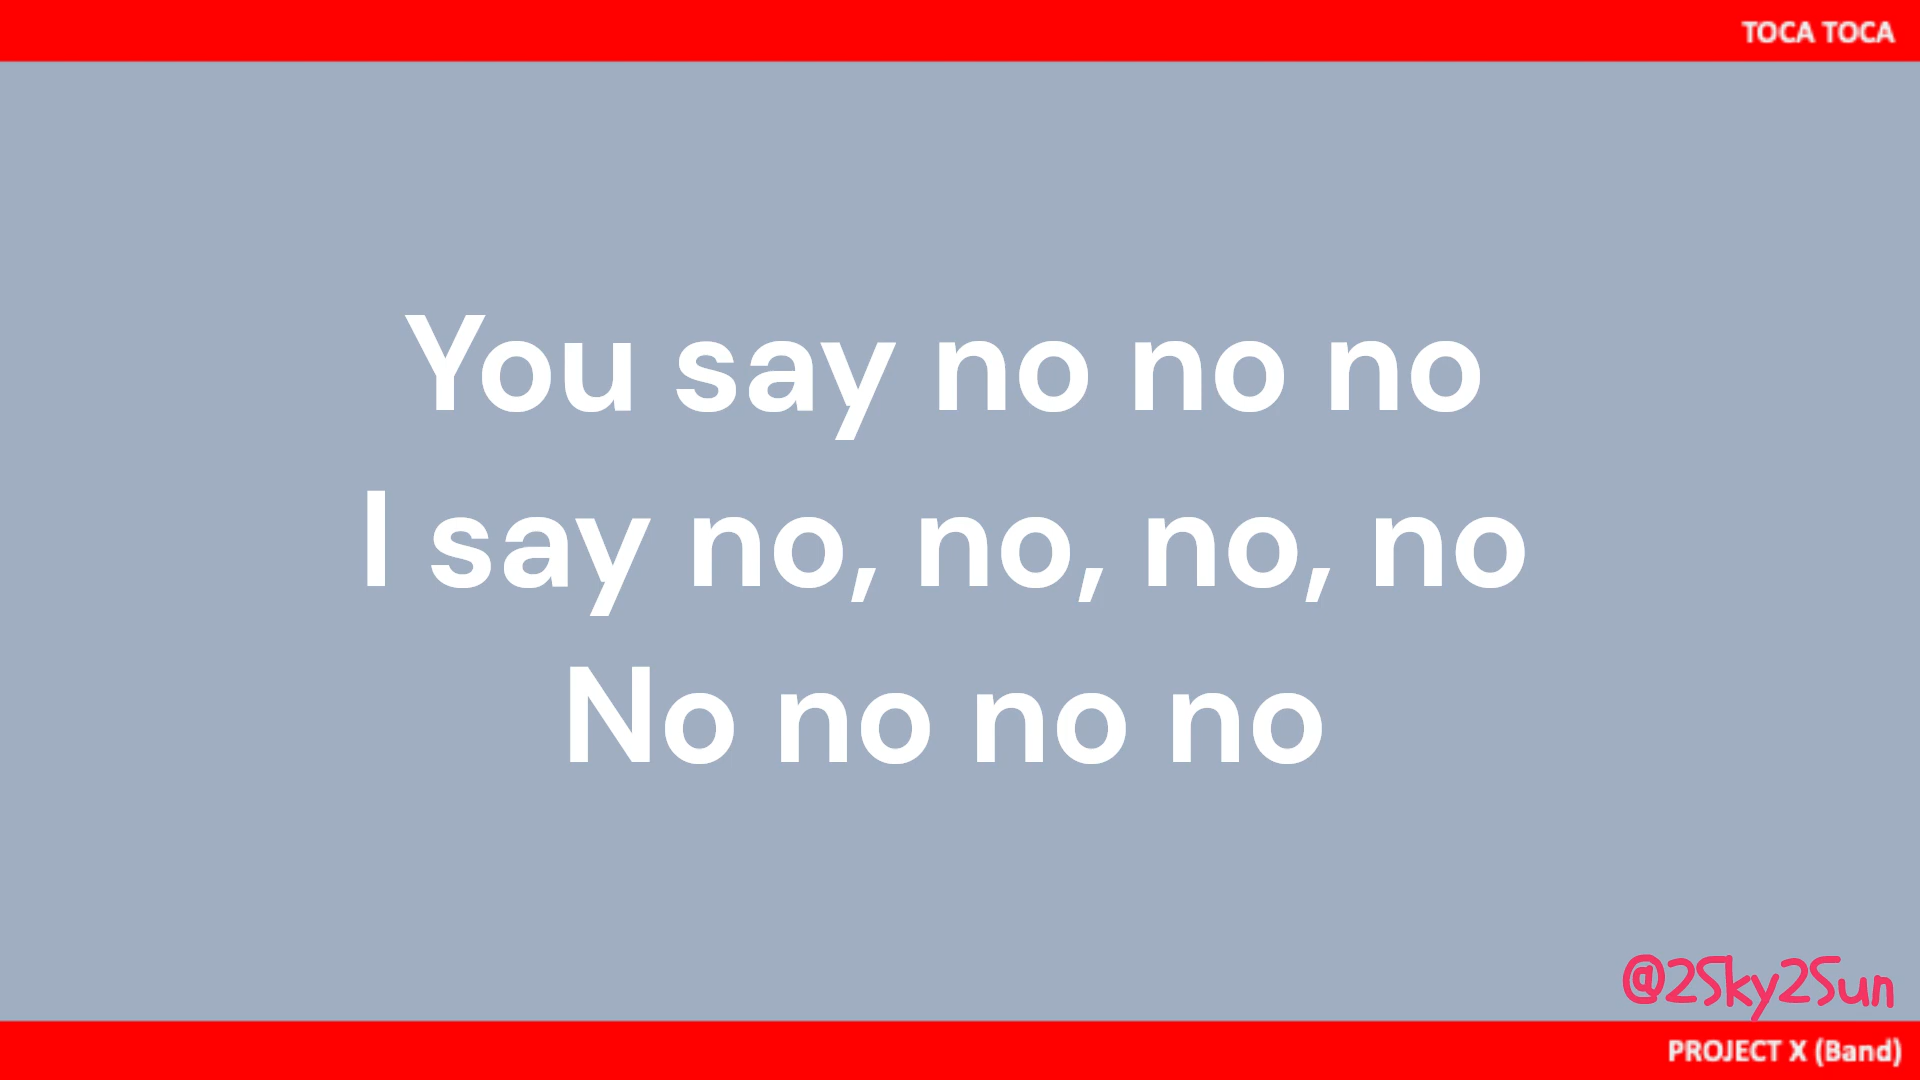 TOCA TOCA
You say no no no
I say no, no, no, no
No no no no
@2Sky2Sun
PROJECT X (Band)